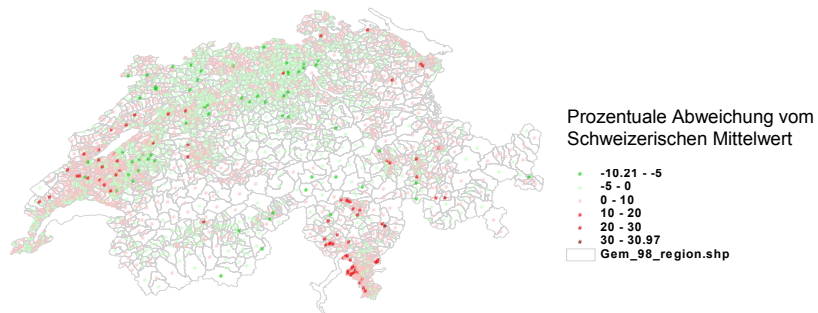 Prozentuale Abweichung vom
Schweizerischen Mittelwert
-10.21 - -5
-5 - 0
0 - 10
10 - 20
20 - 30
30 - 30.97
Gem_98_region.shp